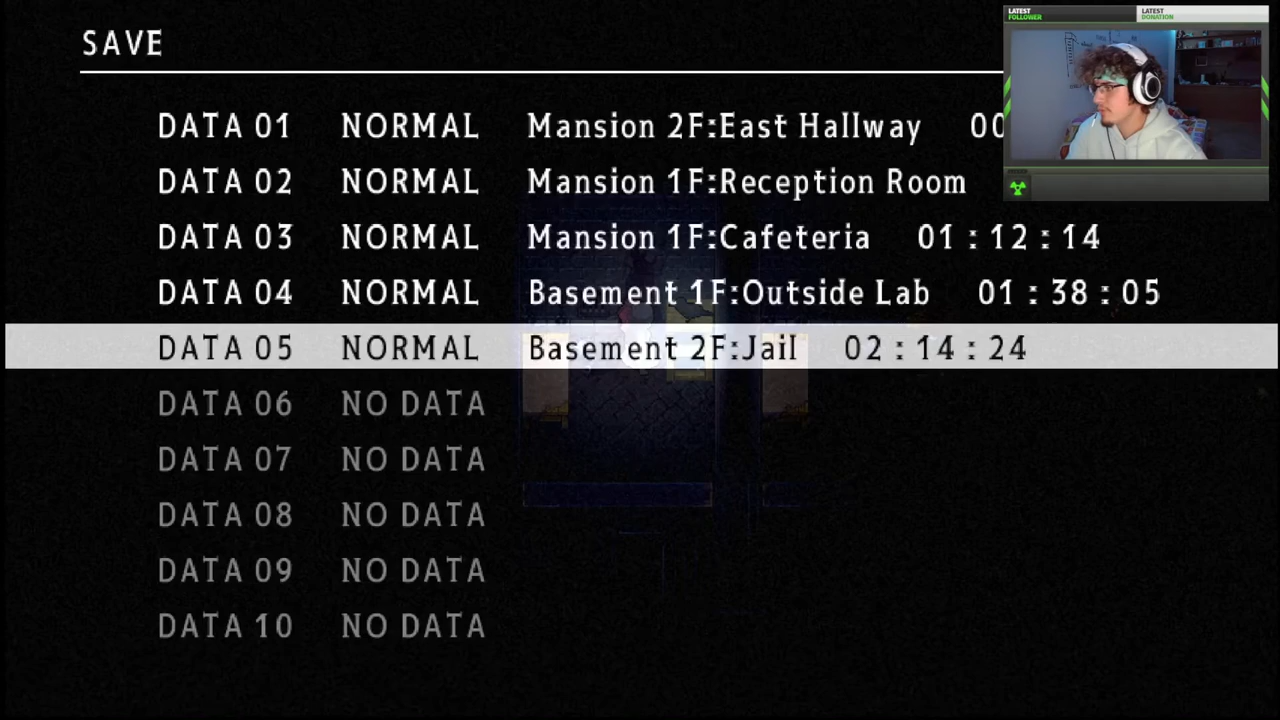 SAVE
LATEST FOLLOWER
LATEST DONATION
DATA 01 NORMAL Mansion 2F:East Hallway 00
DATA 02 NORMAL Mansion 1F:Reception Room
DATA 03 NORMAL Mansion 1F:Cafeteria 01:12:14
DATA 04 NORMAL Basement 1F:Outside Lab 01:38:05
DATA 05 NORMAL Basement 2F:Jail 02:14:24
DATA 06 NO DATA
DATA 07 NO DATA
DATA 08 NO DATA
DATA 09 NO DATA
DATA 10 NO DATA